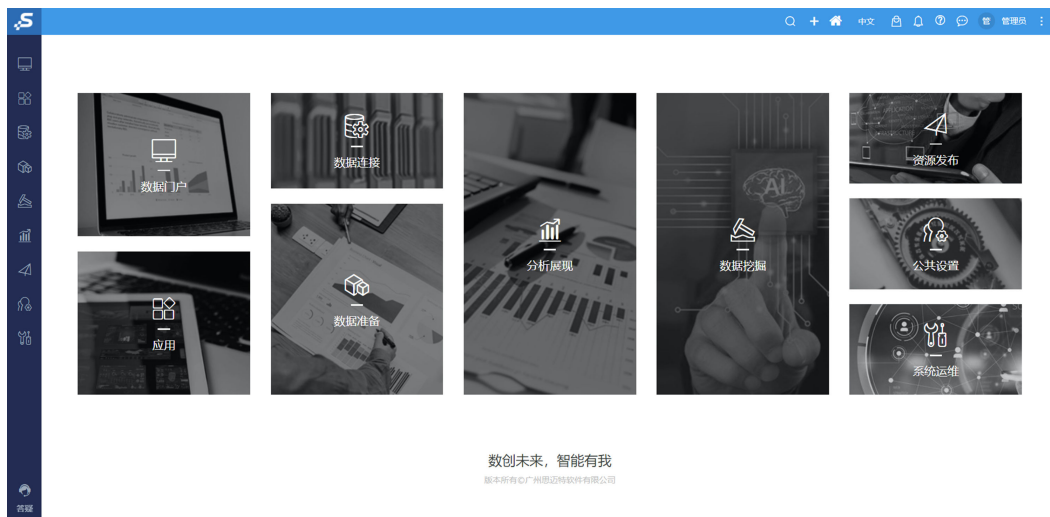 S
中文
管
管理员
数据门户
数据连接
分析展现
AI
数据挖掘
资源发布
应用
数据准备
公共设置
系统运维
数创未来，智能有我
版本所有©广州思迈特软件有限公司
答疑